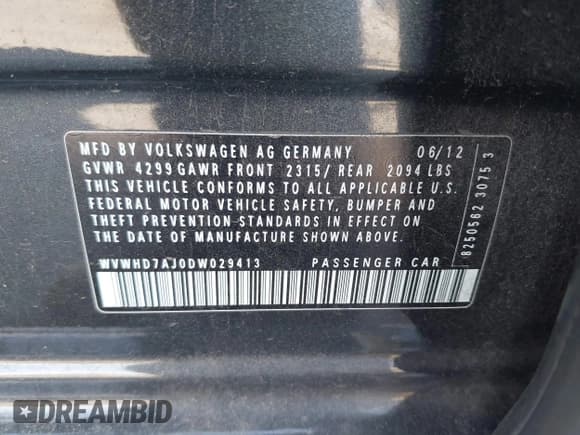 MFD BY VOLKSWAGEN AG GERMANY 06/12
GVWR 4299 GAWR FRONT 2315/ REAR 2094 LBS
THIS VEHICLE CONFORMS TO ALL APPLICABLE U.S.
FEDERAL MOTOR VEHICLE SAFETY, BUMPER AND
THEFT PREVENTION STANDARDS IN EFFECT ON
THE DATE OF MANUFACTURE SHOWN ABOVE.
WVWHD7AJ0DW029413 PASSENGER CAR
8250562 3075 3
DREAMBID